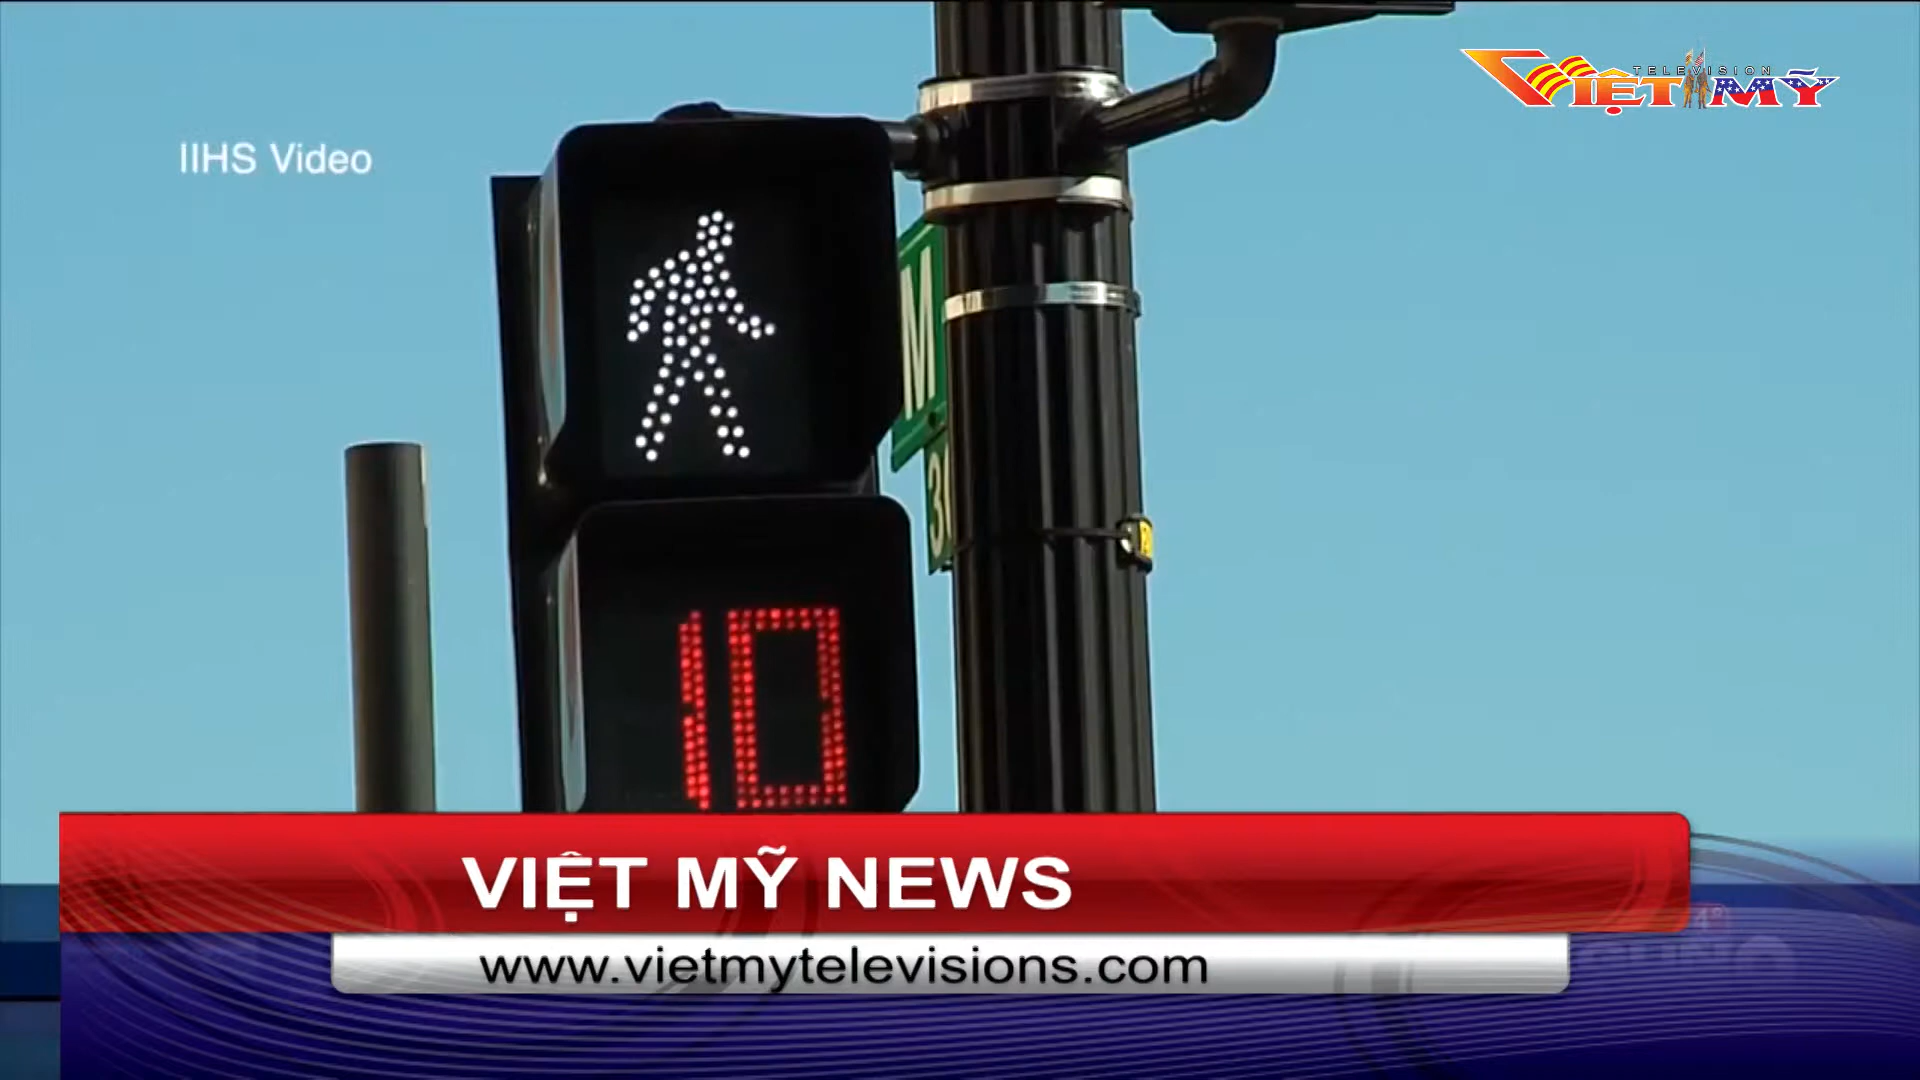 TELEVISION
VIỆT MỸ
IIHS Video
M
10
VIỆT MỸ NEWS
www.vietmytelevisions.com